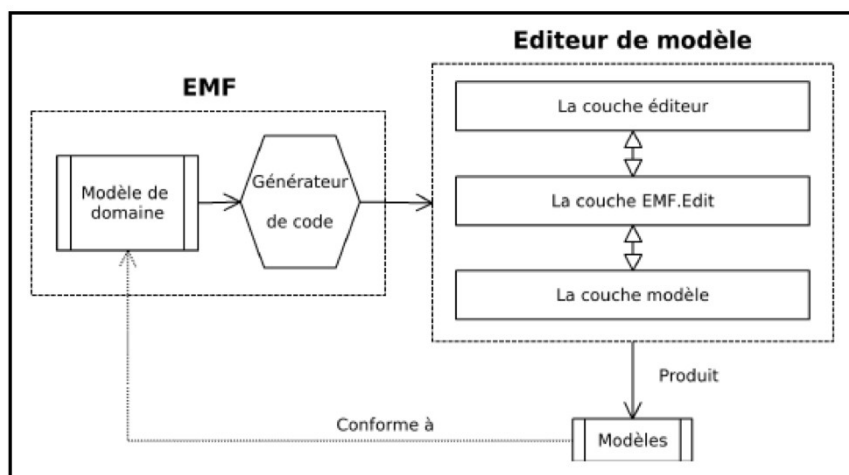 Editeur de modèle
EMF
La couche éditeur
Modèle de
domaine
Générateur
de code
La couche EMF.Edit
La couche modèle
Produit
Conforme à
Modèles